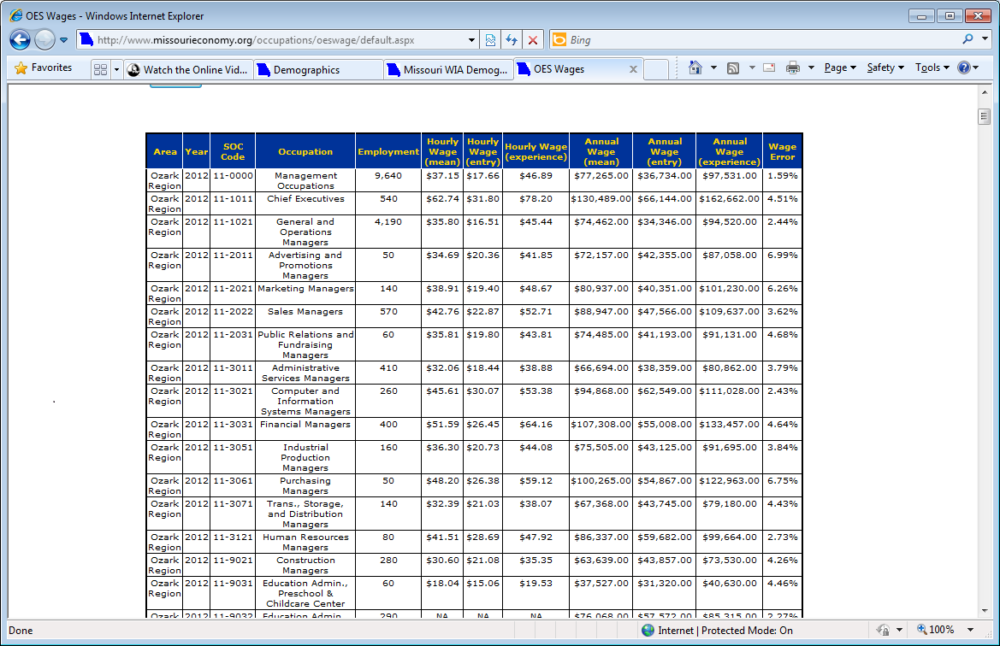 OES Wages - Windows Internet Explorer
http://www.missourieconomy.org/occupations/oeswage/default.aspx
Bing
Favorites
Watch the Online Vid...
Demographics
Missouri WIA Demog...
OES Wages
Page
Safety
Tools
Area Year SOC Code Occupation Employment Hourly Wage (mean) Hourly Wage (entry) Hourly Wage (experience) Annual Wage (mean) Annual Wage (entry) Annual Wage (experience) Wage Error
Ozark Region 2012 11-0000 Management Occupations 9,640 $37.15 $17.66 $46.89 $77,265.00 $36,734.00 $97,531.00 1.59%
Ozark Region 2012 11-1011 Chief Executives 540 $62.74 $31.80 $78.20 $130,489.00 $66,144.00 $162,662.00 4.51%
Ozark Region 2012 11-1021 General and Operations Managers 4,190 $35.80 $16.51 $45.44 $74,462.00 $34,346.00 $94,520.00 2.44%
Ozark Region 2012 11-2011 Advertising and Promotions Managers 50 $34.69 $20.36 $41.85 $72,157.00 $42,355.00 $87,058.00 6.99%
Ozark Region 2012 11-2021 Marketing Managers 140 $38.91 $19.40 $48.67 $80,937.00 $40,351.00 $101,230.00 6.26%
Ozark Region 2012 11-2022 Sales Managers 570 $42.76 $22.87 $52.71 $88,947.00 $47,566.00 $109,637.00 3.62%
Ozark Region 2012 11-2031 Public Relations and Fundraising Managers 60 $35.81 $19.80 $43.81 $74,485.00 $41,193.00 $91,131.00 4.68%
Ozark Region 2012 11-3011 Administrative Services Managers 410 $32.06 $18.44 $38.88 $66,694.00 $38,359.00 $80,862.00 3.79%
Ozark Region 2012 11-3021 Computer and Information Systems Managers 260 $45.61 $30.07 $53.38 $94,868.00 $62,549.00 $111,028.00 2.43%
Ozark Region 2012 11-3031 Financial Managers 400 $51.59 $26.45 $64.16 $107,308.00 $55,008.00 $133,457.00 4.64%
Ozark Region 2012 11-3051 Industrial Production Managers 160 $36.30 $20.73 $44.08 $75,505.00 $43,125.00 $91,695.00 3.84%
Ozark Region 2012 11-3061 Purchasing Managers 50 $48.20 $26.38 $59.12 $100,265.00 $54,867.00 $122,963.00 6.75%
Ozark Region 2012 11-3071 Trans., Storage, and Distribution Managers 140 $32.39 $21.03 $38.07 $67,368.00 $43,745.00 $79,180.00 4.43%
Ozark Region 2012 11-3121 Human Resources Managers 80 $41.51 $28.69 $47.92 $86,337.00 $59,682.00 $99,664.00 2.73%
Ozark Region 2012 11-9021 Construction Managers 280 $30.60 $21.08 $35.35 $63,639.00 $43,857.00 $73,530.00 4.26%
Ozark Region 2012 11-9031 Education Admin., Preschool & Childcare Center 60 $18.04 $15.06 $19.53 $37,527.00 $31,320.00 $40,630.00 4.46%
Ozark 2012 11-9032 Education Admin 290 NA NA NA $76,068.00 $57,572.00 $85,315.00 2.27%
Done
Internet | Protected Mode: On
100%